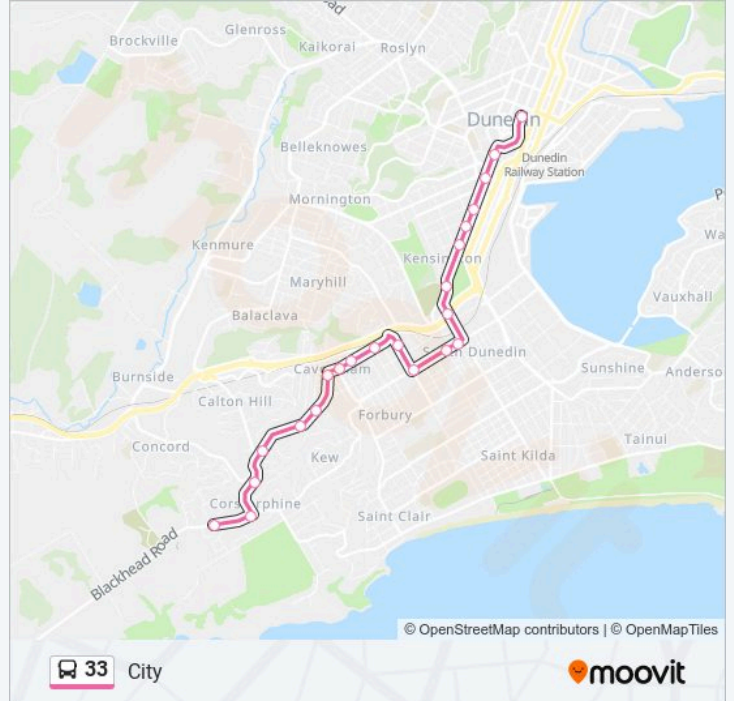 Glenross
Brockville
Kaikorai
Roslyn
Dunedin
Belleknowes
Dunedin
Railway Station
Mornington
Kenmure
Kensington
Maryhill
Vauxhall
Balaclava
South Dunedin
Caversham
Sunshine
Anderso
Burnside
Calton Hill
Forbury
Concord
Tainui
Kew
Saint Kilda
Corstorphine
Saint Clair
Blackhead Road
© OpenStreetMap contributors | © OpenMapTiles
33
City
moovit